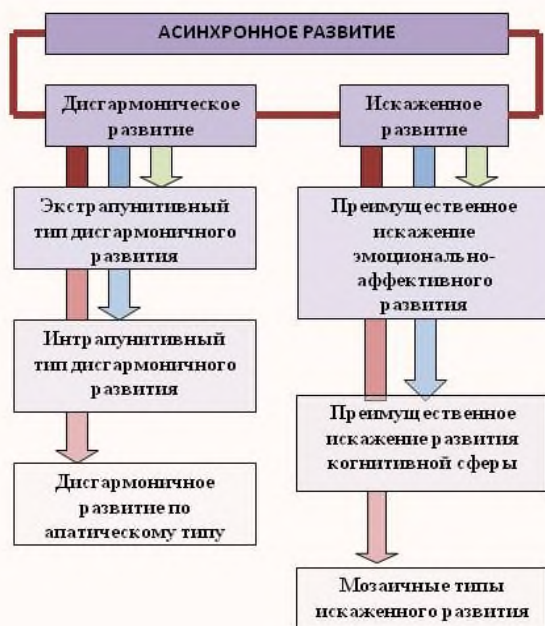 АСИНХРОННОЕ РАЗВИТИЕ
Дисгармоническое
развитие
Искаженное
развитие
Экстрапунитивный
тип дисгармоничного
развития
Преимущественное
искажение
эмоционально-
аффективного
развития
Интрапунитивный
тип дисгармоничного
развития
Преимущественное
искажение развития
когнитивной сферы
Дисгармоничное
развитие по
апатическому типу
Мозаичные типы
искаженного развития